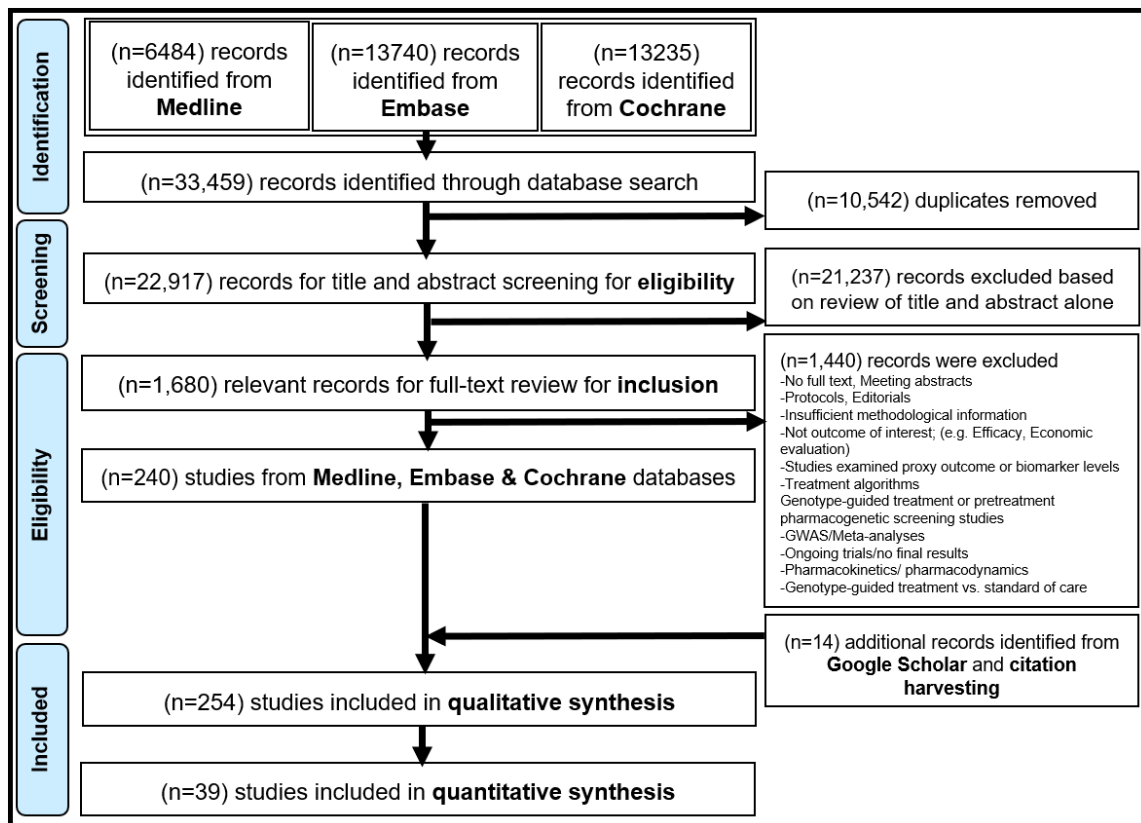 Identification
(n=6484) records
identified from
Medline
(n=13740) records
identified from
Embase
(n=13235)
records identified
from Cochrane
(n=33,459) records identified through database search
(n=10,542) duplicates removed
Screening
(n=22,917) records for title and abstract screening for eligibility
(n=21,237) records excluded based
on review of title and abstract alone
Eligibility
(n=1,680) relevant records for full-text review for inclusion
(n=1,440) records were excluded
-No full text, Meeting abstracts
-Protocols, Editorials
-Insufficient methodological information
-Not outcome of interest; (e.g. Efficacy, Economic
evaluation)
-Studies examined proxy outcome or biomarker levels
-Treatment algorithms
Genotype-guided treatment or pretreatment
pharmacogenetic screening studies
-GWAS/Meta-analyses
-Ongoing trials/no final results
-Pharmacokinetics/ pharmacodynamics
-Genotype-guided treatment vs. standard of care
(n=240) studies from Medline, Embase & Cochrane databases
(n=14) additional records identified from
Google Scholar and citation
harvesting
Included
(n=254) studies included in qualitative synthesis
(n=39) studies included in quantitative synthesis